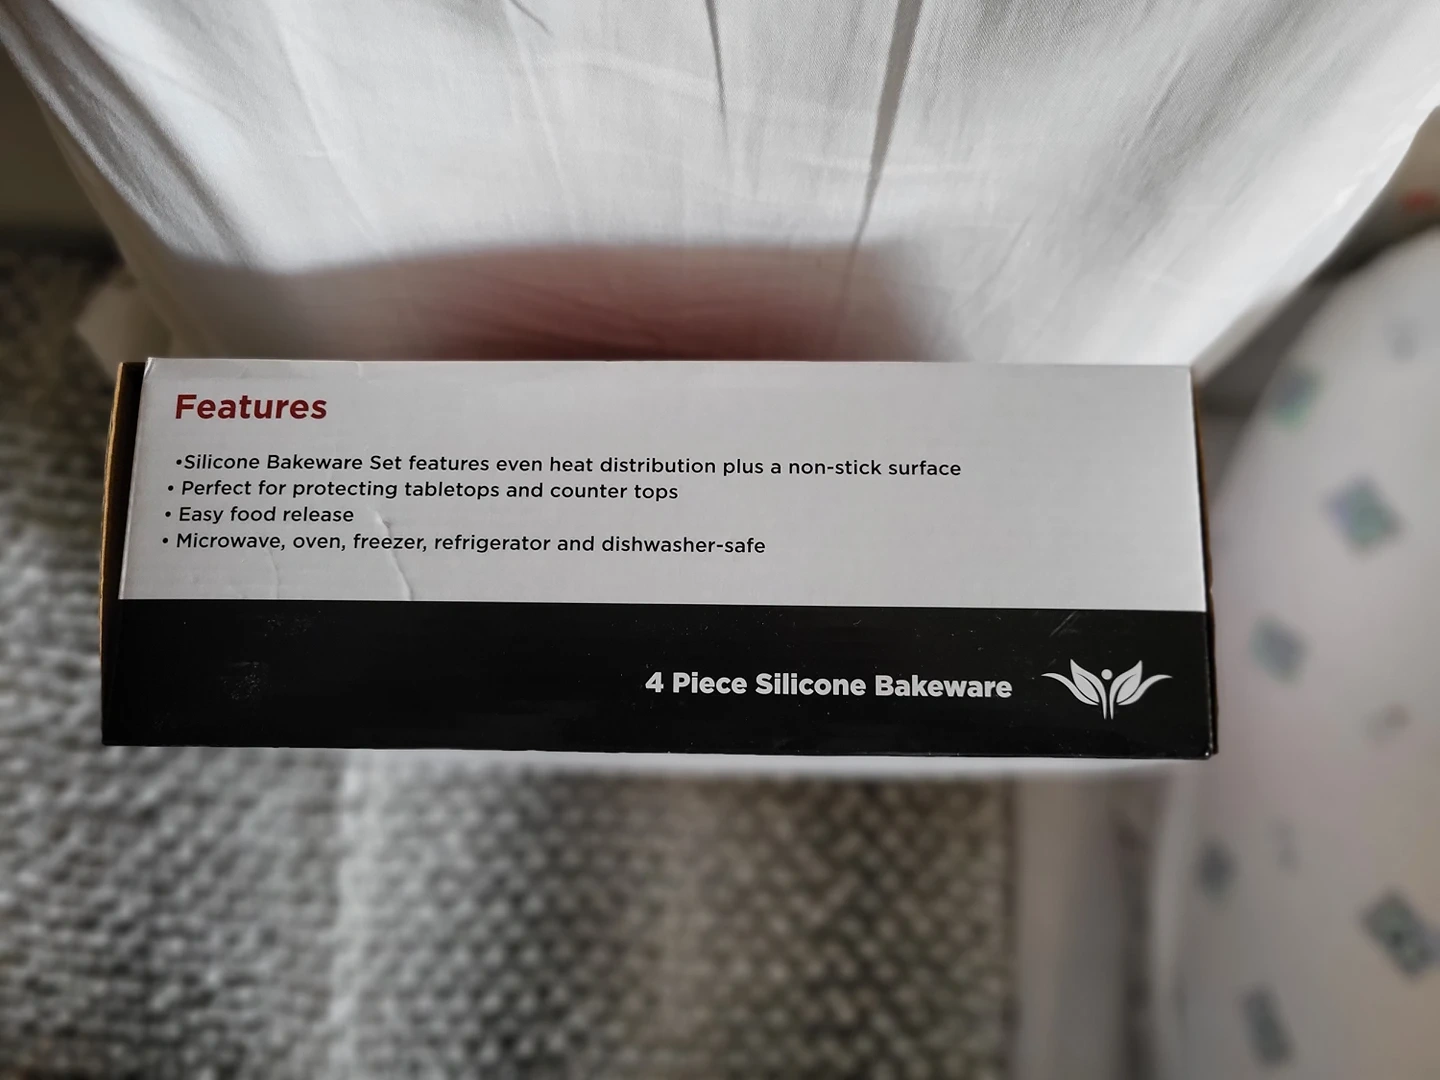 Features
•Silicone Bakeware Set features even heat distribution plus a non-stick surface
• Perfect for protecting tabletops and counter tops
• Easy food release
• Microwave, oven, freezer, refrigerator and dishwasher-safe
4 Piece Silicone Bakeware